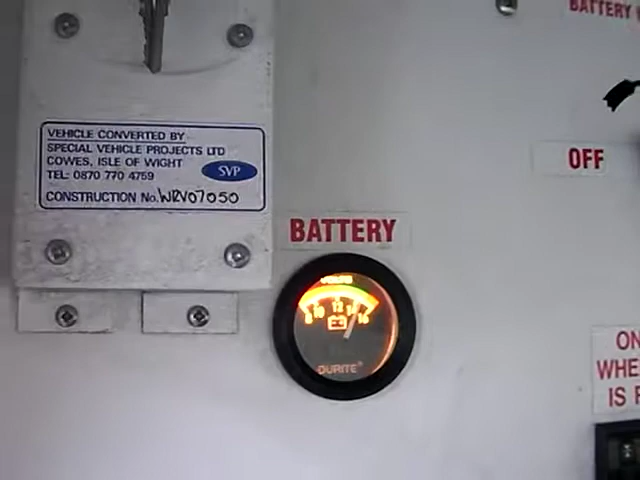 BATTERY
VEHICLE CONVERTED BY
SPECIAL VEHICLE PROJECTS LTD
COWES, ISLE OF WIGHT
TEL: 0870 770 4759
SVP
CONSTRUCTION No. WRV07050
OFF
BATTERY
VOLTS
8 10 12 14 16
DURITE
ON
WHE
IS